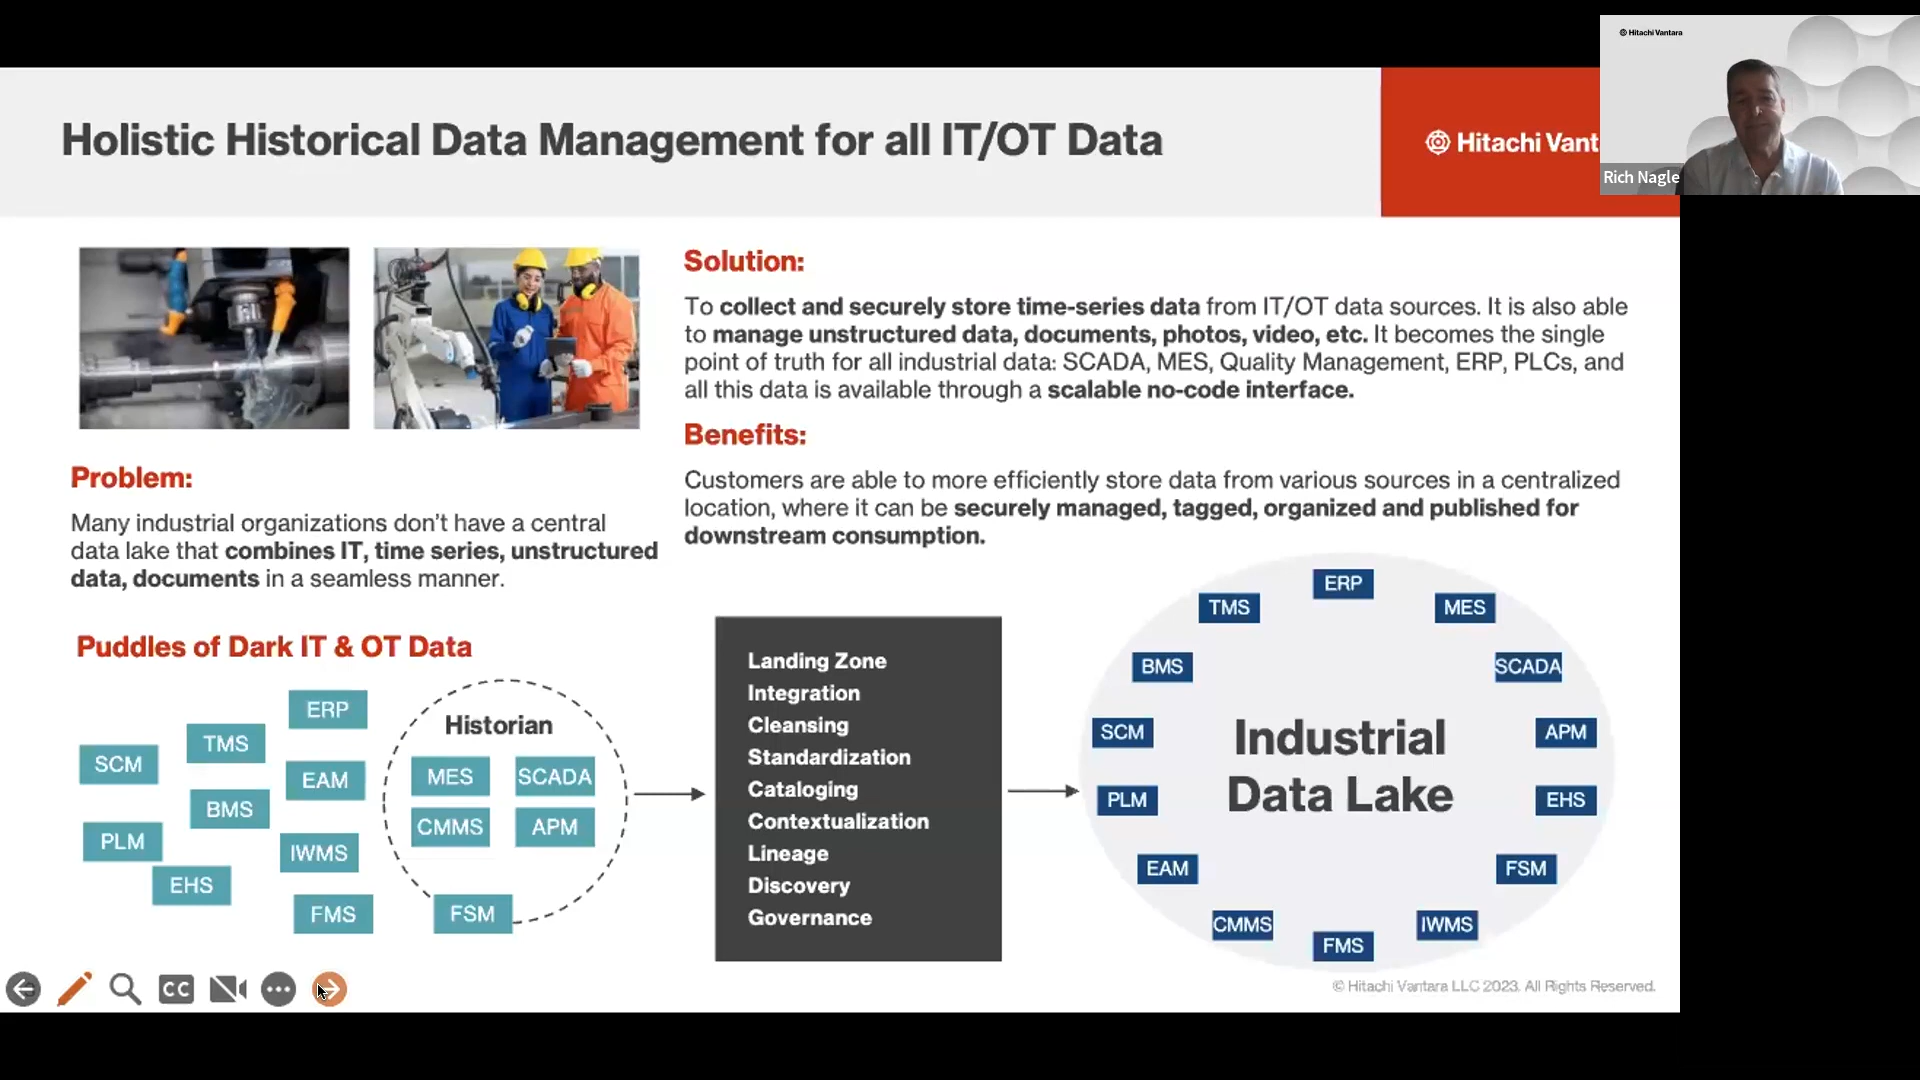 Hitachi Vantara
Holistic Historical Data Management for all IT/OT Data
Hitachi Vant
Rich Nagle
Solution:
To collect and securely store time-series data from IT/OT data sources. It is also able
to manage unstructured data, documents, photos, video, etc. It becomes the single
point of truth for all industrial data: SCADA, MES, Quality Management, ERP, PLCs, and
all this data is available through a scalable no-code interface.
Benefits:
Customers are able to more efficiently store data from various sources in a centralized
location, where it can be securely managed, tagged, organized and published for
downstream consumption.
Problem:
Many industrial organizations don't have a central
data lake that combines IT, time series, unstructured
data, documents in a seamless manner.
Puddles of Dark IT & OT Data
ERP
TMS
SCM
EAM
BMS
PLM
IWMS
EHS
FMS
Historian
MES
SCADA
CMMS
APM
FSM
Landing Zone
Integration
Cleansing
Standardization
Cataloging
Contextualization
Lineage
Discovery
Governance
ERP
TMS
MES
BMS
SCADA
SCM
APM
Industrial
Data Lake
PLM
EHS
EAM
FSM
CMMS
IWMS
FMS
CC
© Hitachi Vantara LLC 2023. All Rights Reserved.